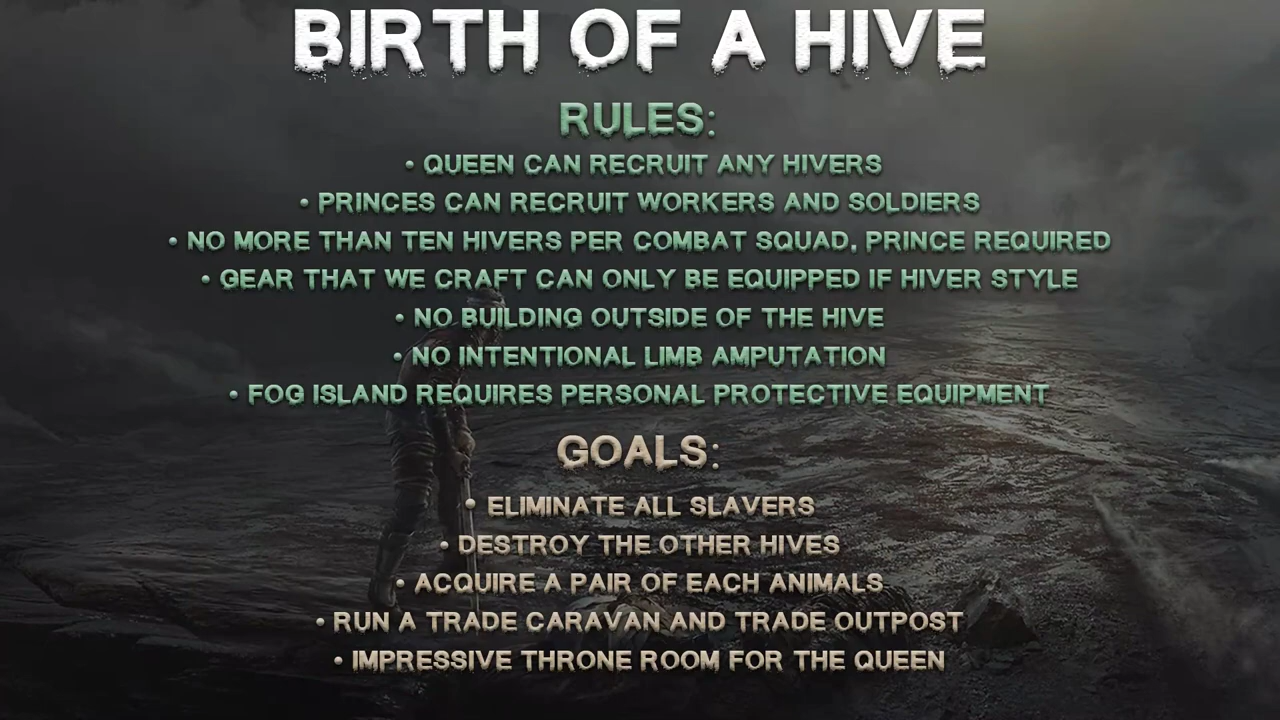 BIRTH OF A HIVE
RULES:
• QUEEN CAN RECRUIT ANY HIVERS
• PRINCES CAN RECRUIT WORKERS AND SOLDIERS
• NO MORE THAN TEN HIVERS PER COMBAT SQUAD, PRINCE REQUIRED
• GEAR THAT WE CRAFT CAN ONLY BE EQUIPPED IF HIVER STYLE
• NO BUILDING OUTSIDE OF THE HIVE
• NO INTENTIONAL LIMB AMPUTATION
• FOG ISLAND REQUIRES PERSONAL PROTECTIVE EQUIPMENT
GOALS:
• ELIMINATE ALL SLAVERS
• DESTROY THE OTHER HIVES
• ACQUIRE A PAIR OF EACH ANIMALS
• RUN A TRADE CARAVAN AND TRADE OUTPOST
• IMPRESSIVE THRONE ROOM FOR THE QUEEN